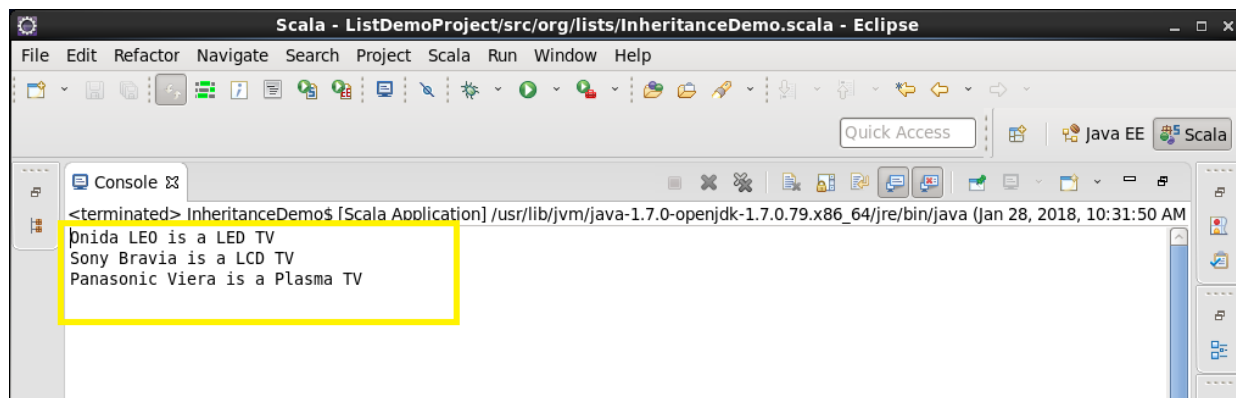 Scala - ListDemoProject/src/org/lists/InheritanceDemo.scala - Eclipse
File Edit Refactor Navigate Search Project Scala Run Window Help
Quick Access
Java EE
Scala
Console
<terminated> InheritanceDemo$ [Scala Application] /usr/lib/jvm/java-1.7.0-openjdk-1.7.0.79.x86_64/jre/bin/java (Jan 28, 2018, 10:31:50 AM
Onida LEO is a LED TV
Sony Bravia is a LCD TV
Panasonic Viera is a Plasma TV